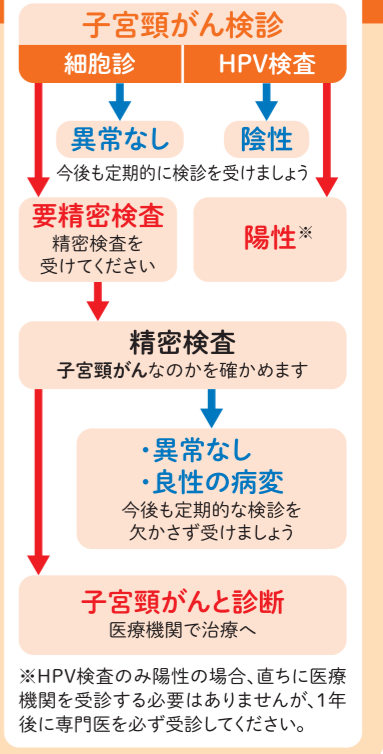 子宮頸がん検診
細胞診
HPV検査
異常なし
陰性
今後も定期的に検診を受けましょう
要精密検査
精密検査を
受けてください
陽性※
精密検査
子宮頸がんなのかを確かめます
・異常なし
・良性の病変
今後も定期的な検診を
欠かさず受けましょう
子宮頸がんと診断
医療機関で治療へ
※HPV検査のみ陽性の場合、直ちに医療
機関を受診する必要はありませんが、1年
後に専門医を必ず受診してください。